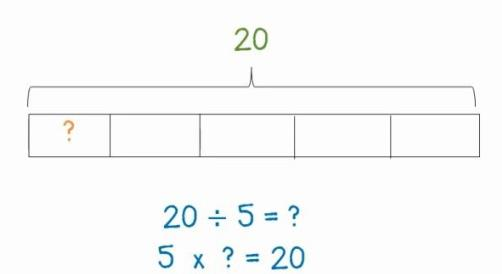 20
?
20 ÷ 5 = ?
5 x ? = 20